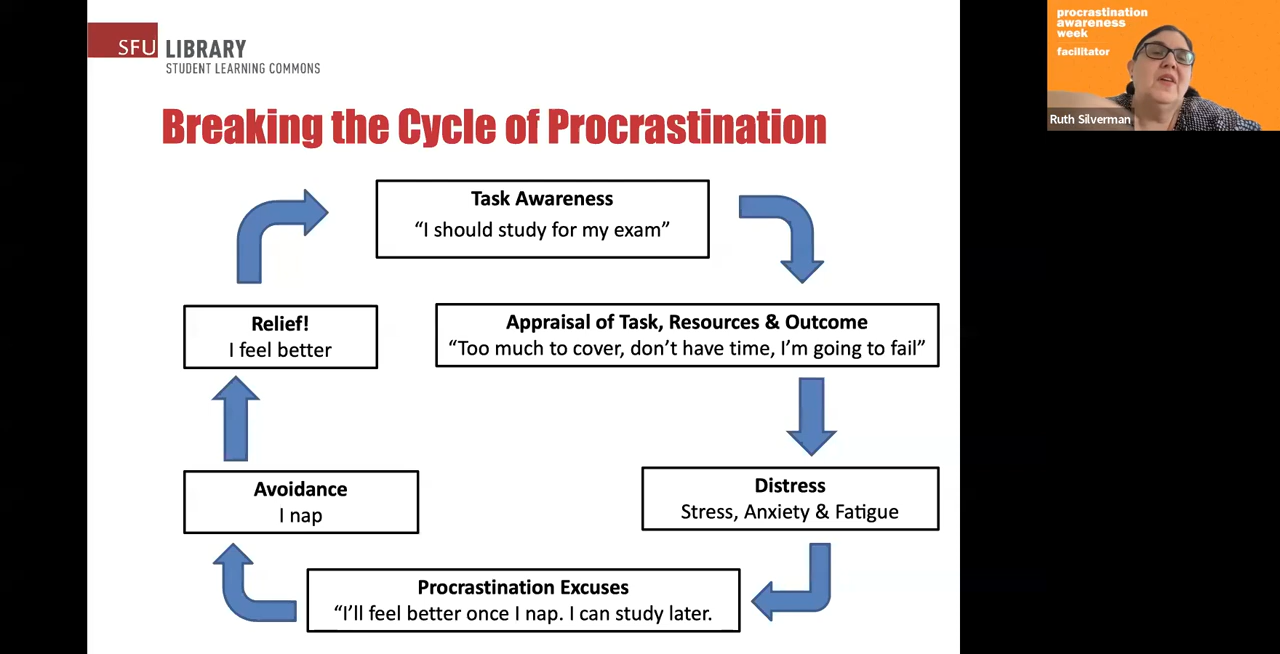 SFU LIBRARY
STUDENT LEARNING COMMONS
procrastination
awareness
week
facilitator
Ruth Silverman
Breaking the Cycle of Procrastination
Task Awareness
“I should study for my exam”
Relief!
I feel better
Appraisal of Task, Resources & Outcome
“Too much to cover, don’t have time, I’m going to fail”
Avoidance
I nap
Distress
Stress, Anxiety & Fatigue
Procrastination Excuses
“I’ll feel better once I nap. I can study later.